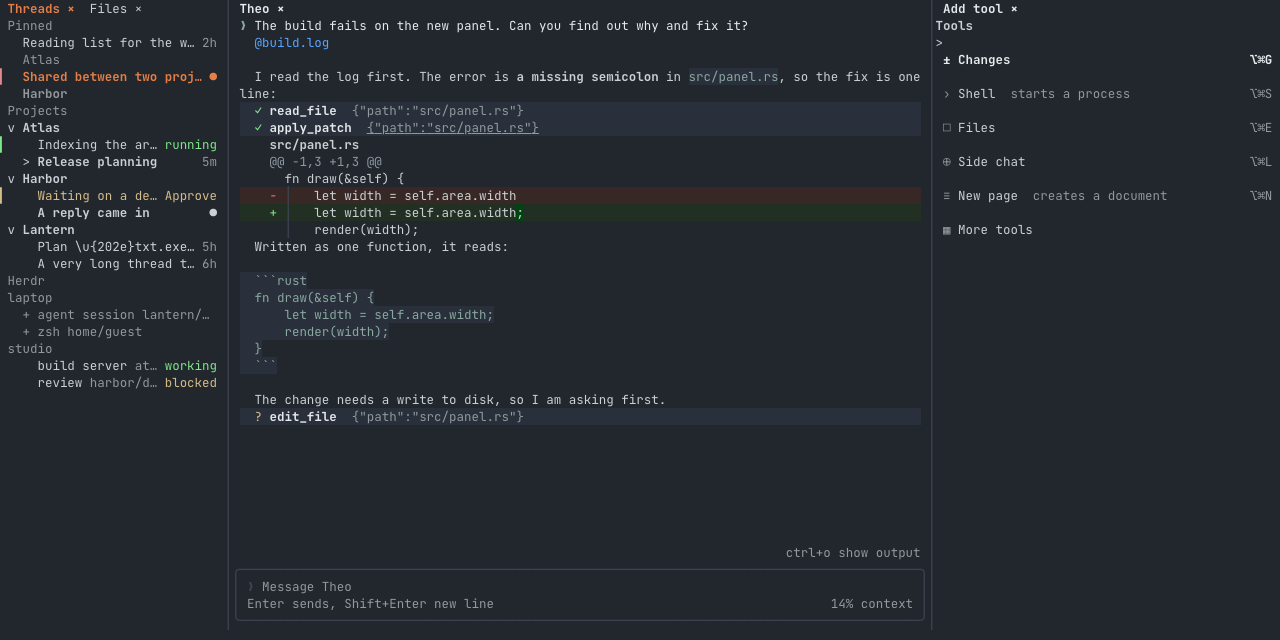 Threads × Files ×
Pinned
Reading list for the w… 2h
Atlas
Shared between two proj… ●
Harbor
Projects
v Atlas
Indexing the ar… running
> Release planning 5m
v Harbor
Waiting on a de… Approve
A reply came in ●
v Lantern
Plan \u{202e}txt.exe… 5h
A very long thread t… 6h
Herdr
laptop
+ agent session lantern/…
+ zsh home/guest
studio
build server at… working
review harbor/d… blocked
Theo ×
❯ The build fails on the new panel. Can you find out why and fix it?
@build.log
I read the log first. The error is a missing semicolon in src/panel.rs, so the fix is one
line:
✓ read_file {"path":"src/panel.rs"}
✓ apply_patch {"path":"src/panel.rs"}
src/panel.rs
@@ -1,3 +1,3 @@
fn draw(&self) {
- let width = self.area.width
+ let width = self.area.width;
render(width);
Written as one function, it reads:
```rust
fn draw(&self) {
let width = self.area.width;
render(width);
}
```
The change needs a write to disk, so I am asking first.
? edit_file {"path":"src/panel.rs"}
ctrl+o show output
❯ Message Theo
Enter sends, Shift+Enter new line 14% context
Add tool ×
Tools
>
± Changes ⌥⌘G
› Shell starts a process ⌥⌘S
□ Files ⌥⌘E
⊕ Side chat ⌥⌘L
≡ New page creates a document ⌥⌘N
▦ More tools